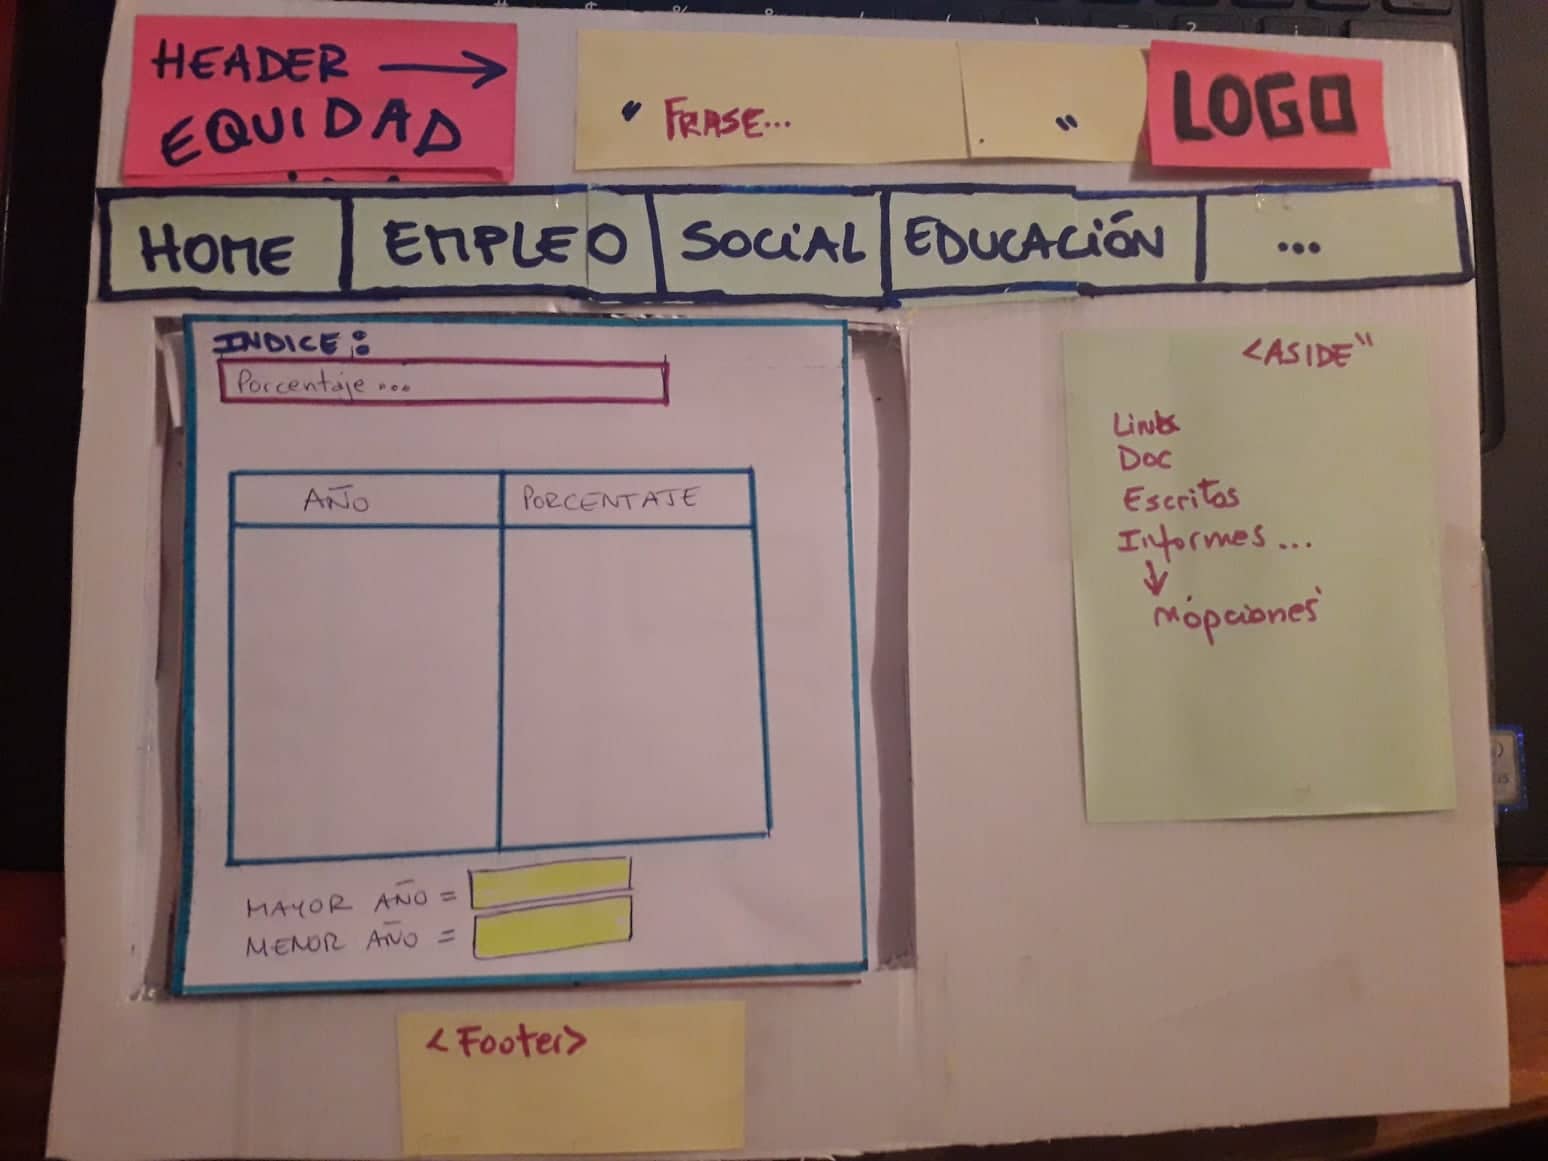 HEADER →
EQUIDAD
" FRASE... "
LOGO
HOME
EMPLEO
SOCIAL
EDUCACIÓN
...
INDICE:
Porcentaje ...
AÑO
PORCENTAJE
MAYOR AÑO =
MENOR AÑO =
<ASIDE"
Links
Doc
Escritos
Informes ...
↓
<Footer>